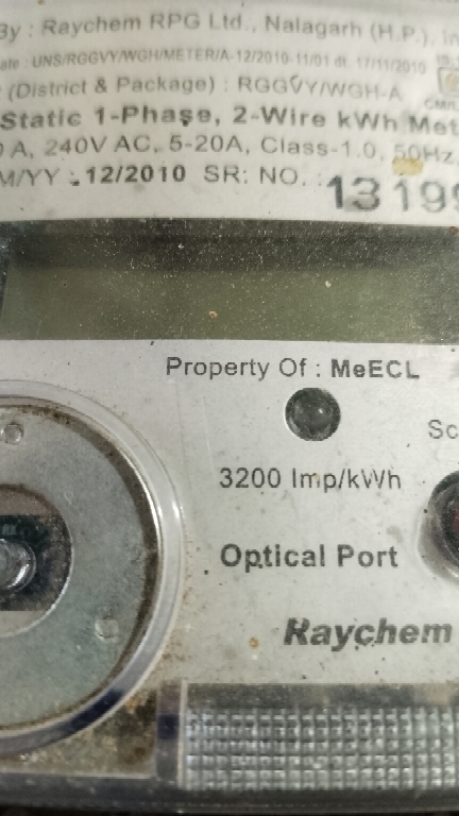 By : Raychem RPG Ltd., Nalagarh (H.P.), In
ate : UNS/RGGVY/WGH/METER/A-12/2010-11/01 dt. 17/11/2010
(District & Package) : RGGVY/WGH-A
Static 1-Phase, 2-Wire kWh Met
A, 240V AC, 5-20A, Class-1.0, 50Hz,
M/YY : 12/2010 SR: NO. : 13199
Property Of : MeECL
Sc
3200 Imp/kWh
Optical Port
Raychem